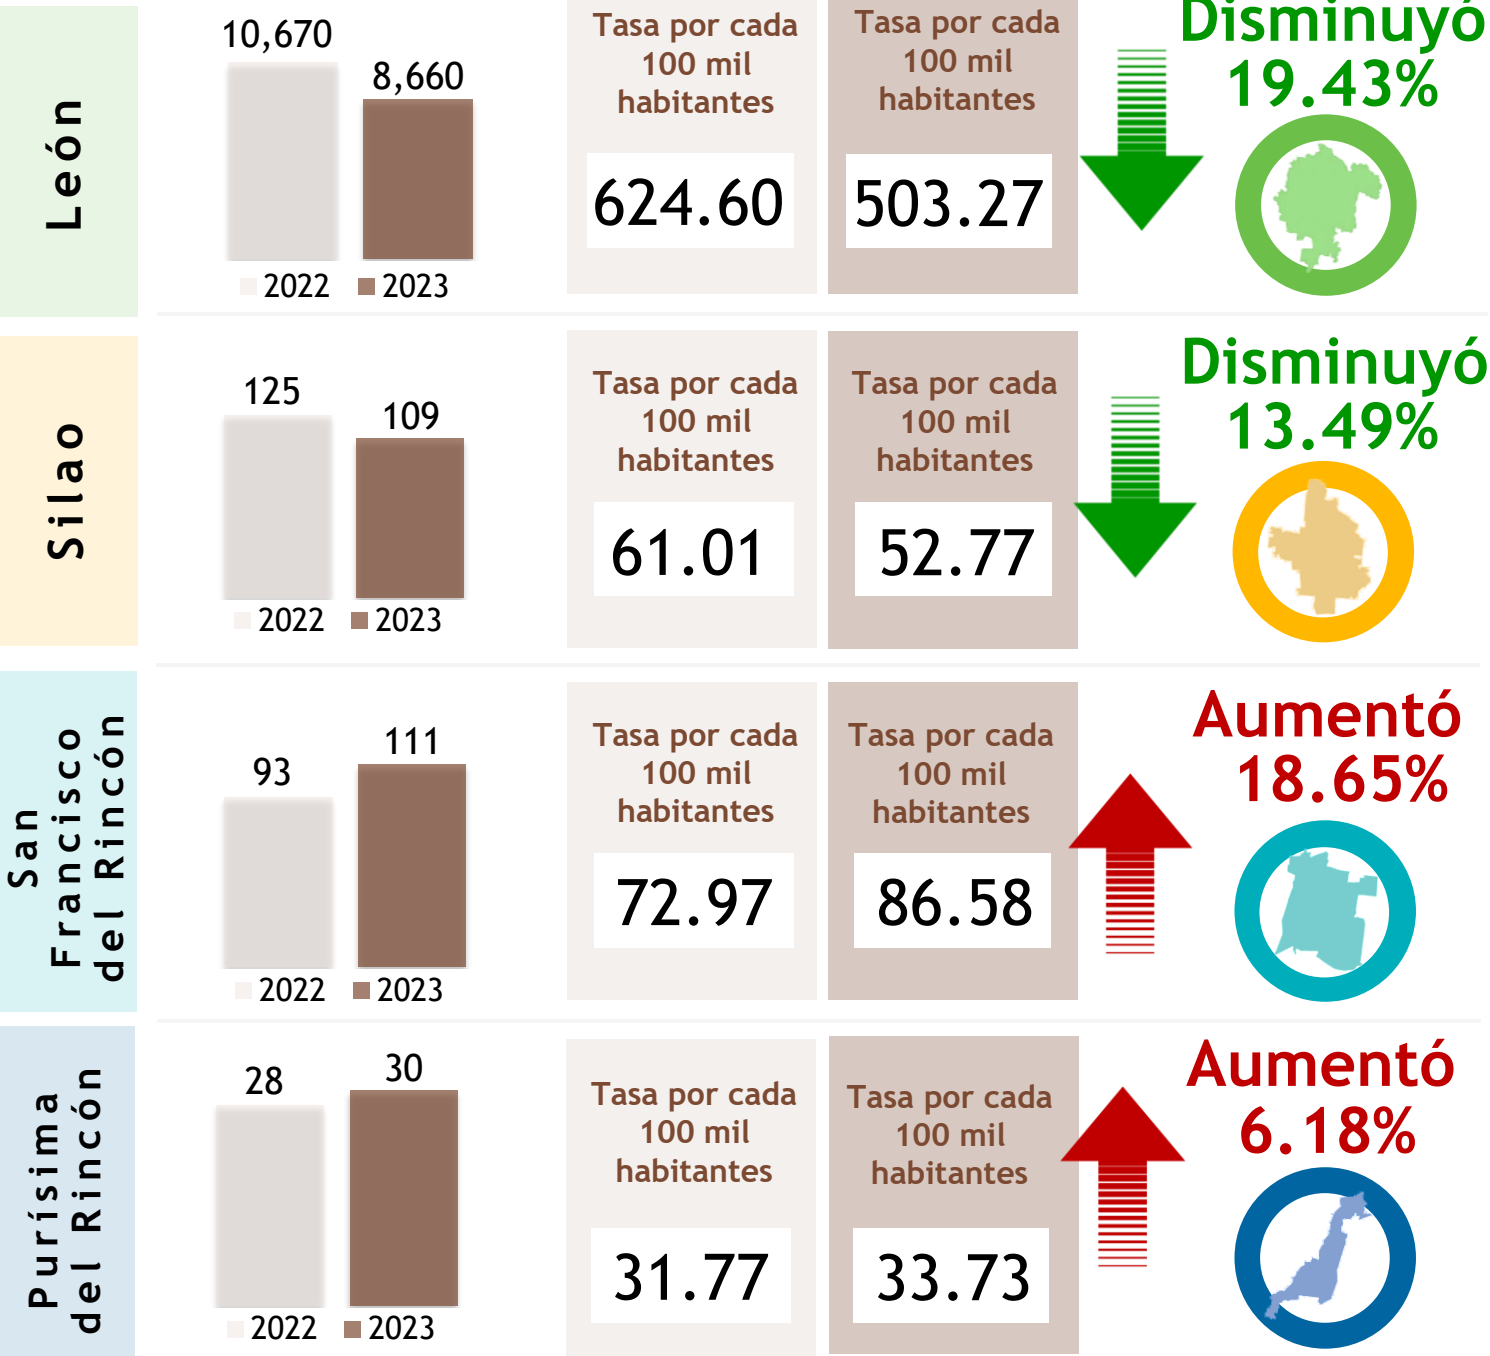 León
10,670
8,660
2022
2023
Tasa por cada
100 mil
habitantes
624.60
Tasa por cada
100 mil
habitantes
503.27
Disminuyó
19.43%
Silao
125
109
2022
2023
Tasa por cada
100 mil
habitantes
61.01
Tasa por cada
100 mil
habitantes
52.77
Disminuyó
13.49%
San
Francisco
del Rincón
93
111
2022
2023
Tasa por cada
100 mil
habitantes
72.97
Tasa por cada
100 mil
habitantes
86.58
Aumentó
18.65%
Purísima
del Rincón
28
30
2022
2023
Tasa por cada
100 mil
habitantes
31.77
Tasa por cada
100 mil
habitantes
33.73
Aumentó
6.18%